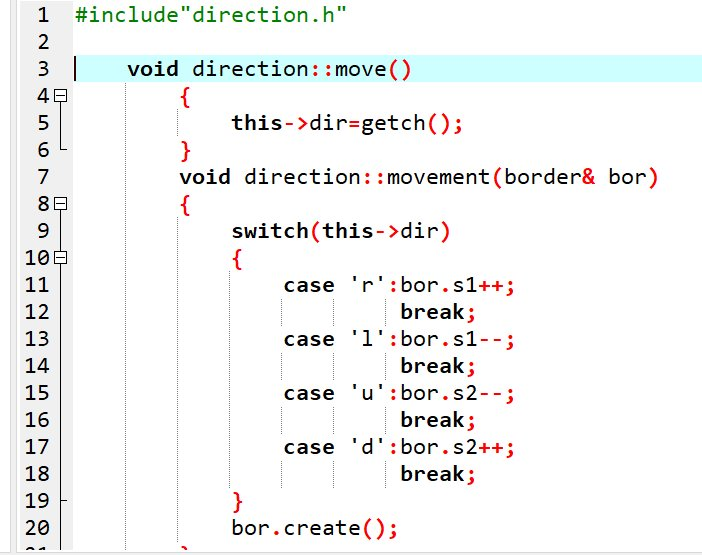 1 #include"direction.h"
2
3 void direction::move()
4 {
5 this->dir=getch();
6 }
7 void direction::movement(border& bor)
8 {
9 switch(this->dir)
10 {
11 case 'r':bor.s1++;
12 break;
13 case 'l':bor.s1--;
14 break;
15 case 'u':bor.s2--;
16 break;
17 case 'd':bor.s2++;
18 break;
19 }
20 bor.create();